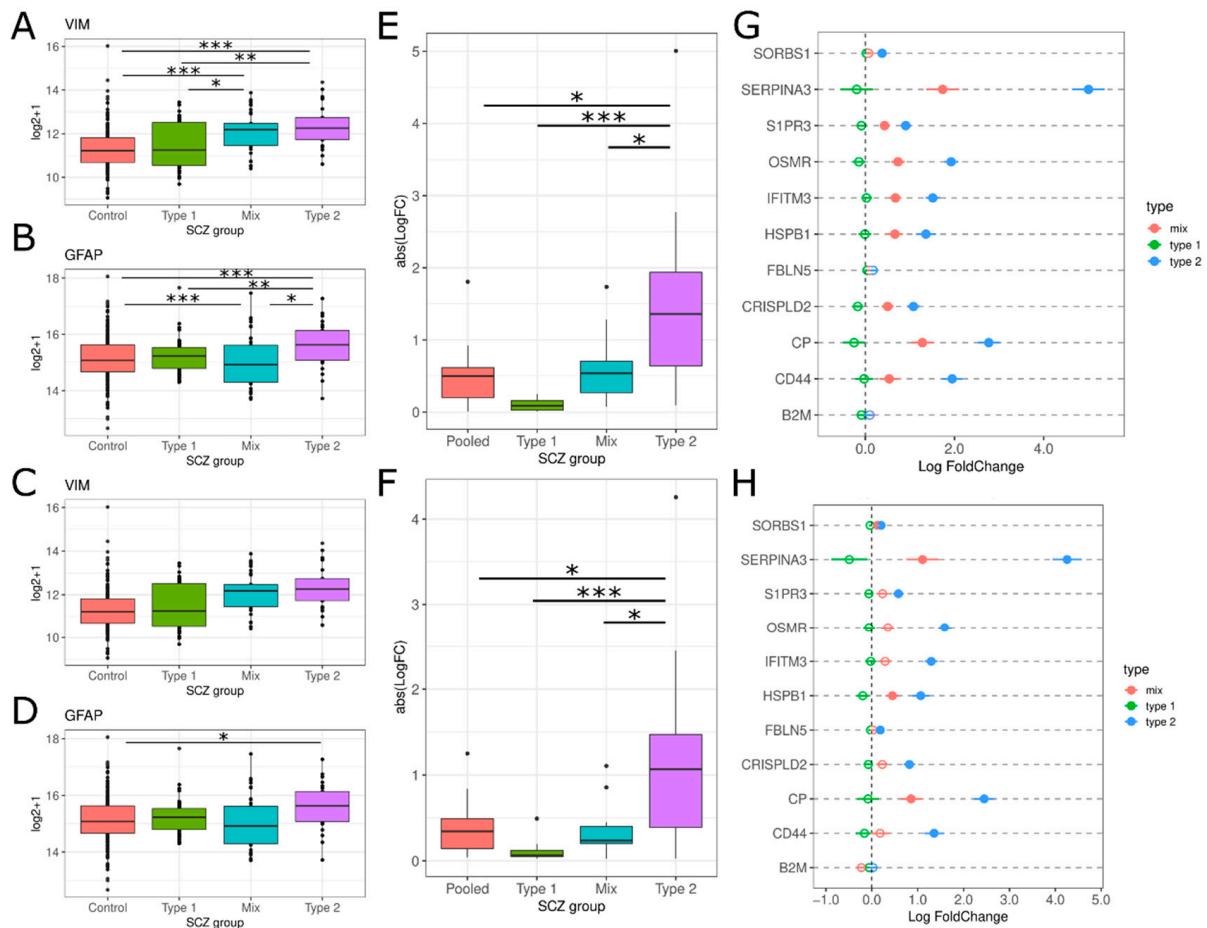 A
VIM
log2+1
16
14
12
10
***
**
***
*
Control
Type 1
Mix
Type 2
SCZ group
B
GFAP
log2+1
18
16
14
***
**
***
*
Control
Type 1
Mix
Type 2
SCZ group
C
VIM
log2+1
16
14
12
10
Control
Type 1
Mix
Type 2
D
GFAP
log2+1
18
16
14
*
Control
Type 1
Mix
Type 2
SCZ group
E
abs(LogFC)
5
4
3
2
1
0
*
***
*
Pooled
Type 1
Mix
Type 2
SCZ group
F
abs(LogFC)
4
3
2
1
0
*
***
*
Pooled
Type 1
Mix
Type 2
SCZ group
G
SORBS1
SERPINA3
S1PR3
OSMR
IFITM3
HSPB1
FBLN5
CRISPLD2
CP
CD44
B2M
0.0
2.0
4.0
Log FoldChange
type
mix
type 1
type 2
H
SORBS1
SERPINA3
S1PR3
OSMR
IFITM3
HSPB1
FBLN5
CRISPLD2
CP
CD44
B2M
-1.0
0.0
1.0
2.0
3.0
4.0
5.0
Log FoldChange
type
mix
type 1
type 2